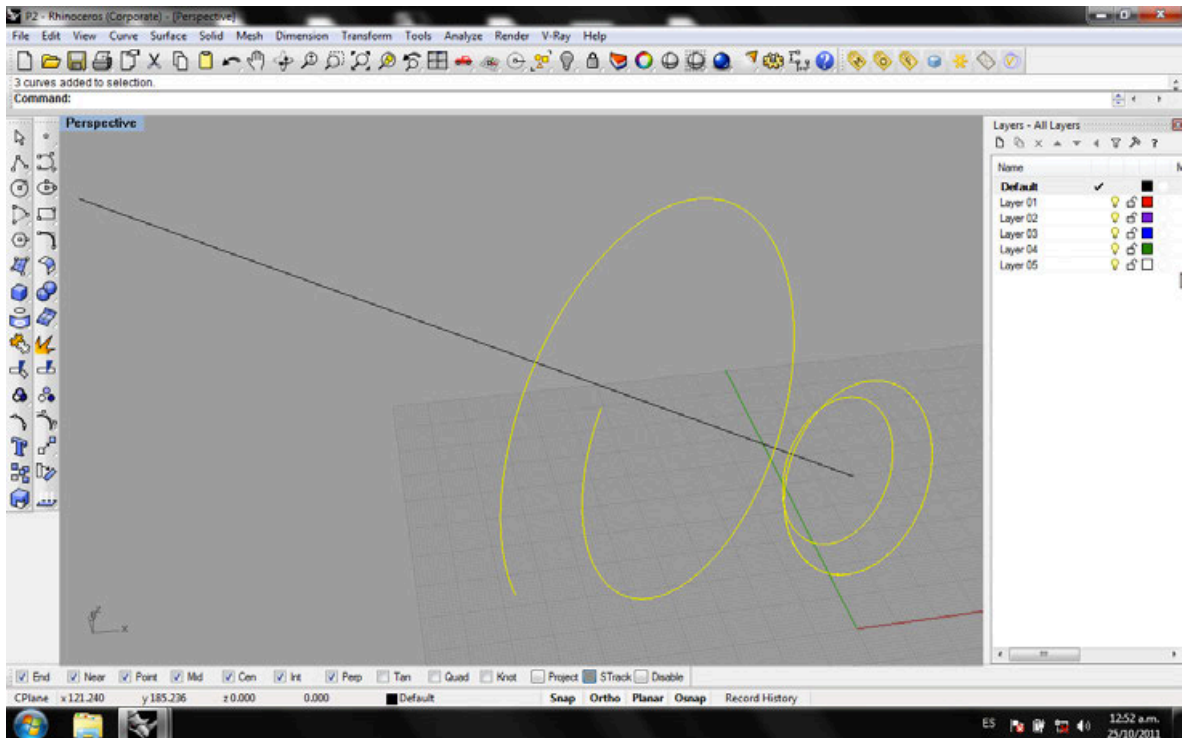 P2 - Rhinoceros (Corporate) - [Perspective]
File Edit View Curve Surface Solid Mesh Dimension Transform Tools Analyze Render V-Ray Help
3 curves added to selection.
Command:
Perspective
Layers - All Layers
Name M
Default
Layer 01
Layer 02
Layer 03
Layer 04
Layer 05
z
x
End Near Point Mid Cen Int Perp Tan Quad Knot Project STrack Disable
CPlane x 121.240 y 185.236 z 0.000 0.000 Default Snap Ortho Planar Osnap Record History
ES 12:52 a.m.
25/10/2011